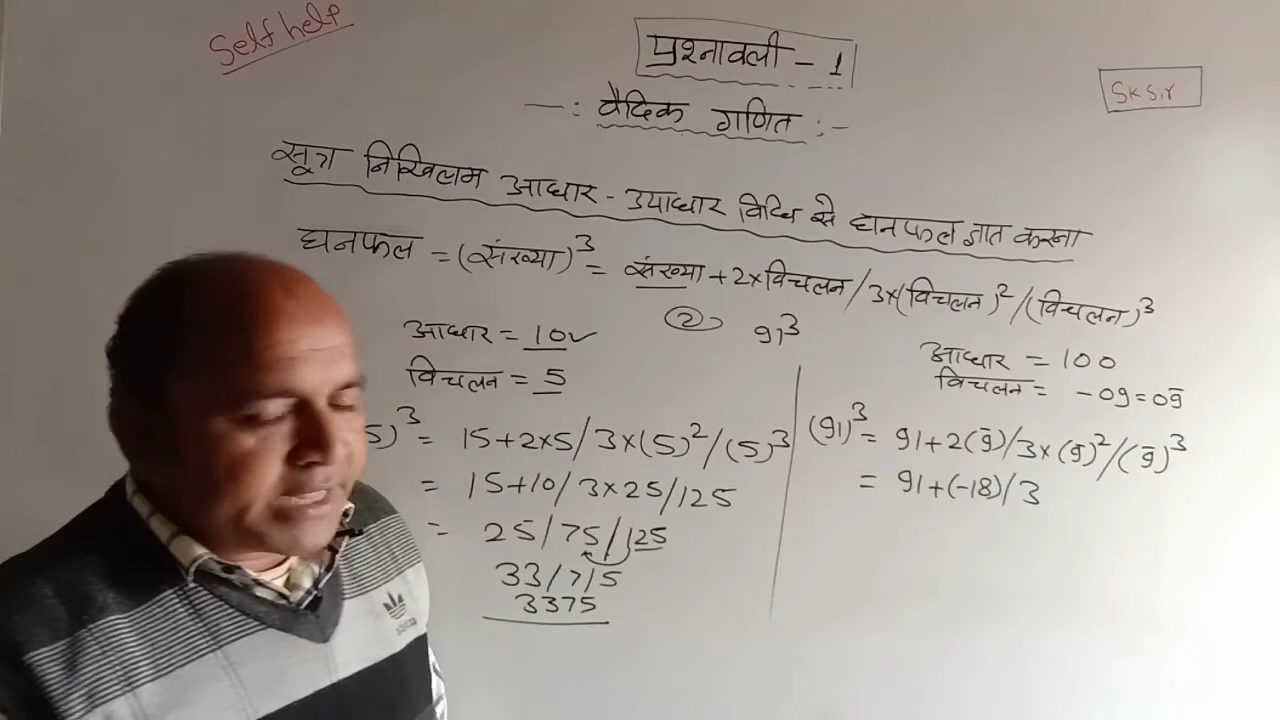 Self help
प्रश्नावली - 1
SK Sir
-: वैदिक गणित :-
सूत्र निखिलम आधार - उपाधार विधि से घनफल ज्ञात करना
घनफल = (संख्या)³ = संख्या + 2×विचलन / 3×(विचलन)² / (विचलन)³
आधार = 10
विचलन = 5
5)³ = 15+2×5 / 3×(5)² / (5)³
= 15+10 / 3×25 / 125
= 25 / 75 / 125
33 / 7 / 5
3375
② 91³
आधार = 100
विचलन = -09 = 09̄
(91)³ = 91+2(9̄) / 3×(9̄)² / (9̄)³
= 91+(-18) / 3
adidas